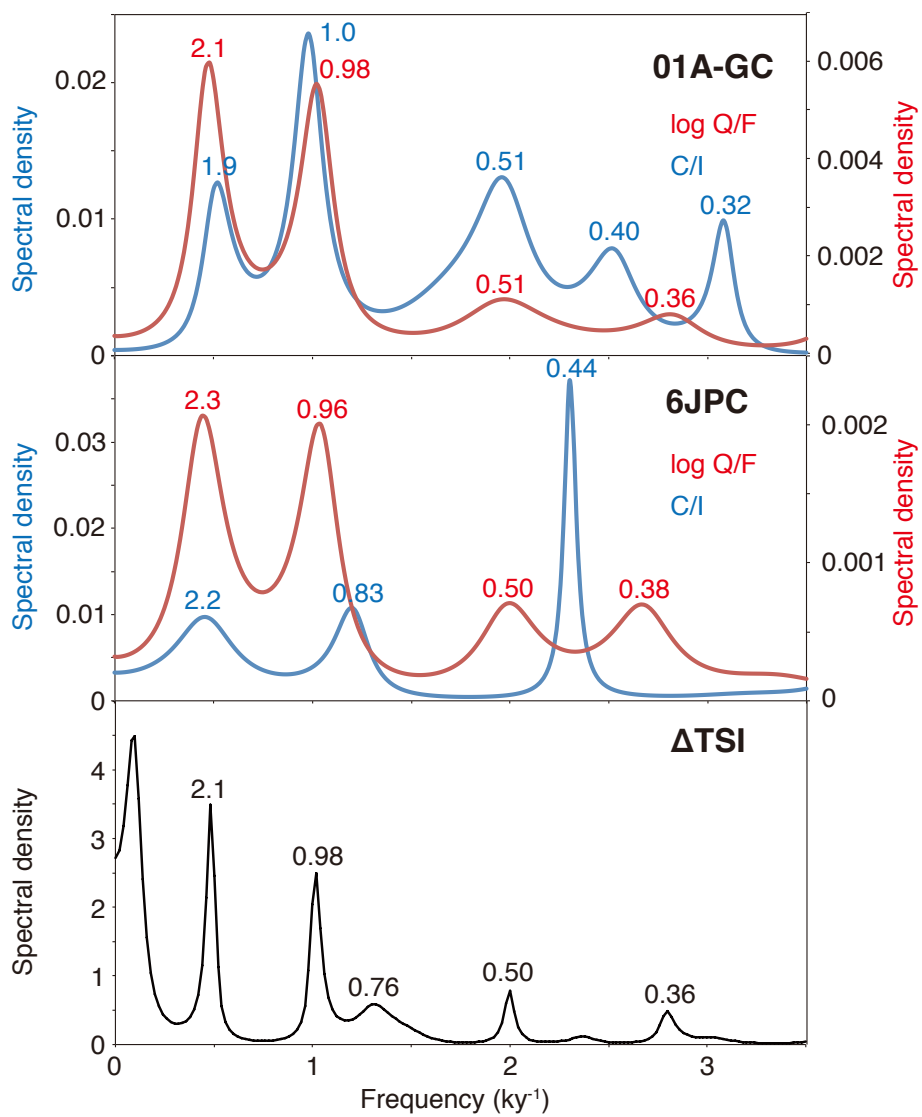 01A-GC
log Q/F
C/I
2.1
1.0
0.98
1.9
0.51
0.40
0.32
0.51
0.36
0.02
0.01
0
0.006
0.004
0.002
0
Spectral density
Spectral density
6JPC
log Q/F
C/I
0.44
2.3
0.96
2.2
0.83
0.50
0.38
0.03
0.02
0.01
0
0.002
0.001
0
Spectral density
Spectral density
ΔTSI
2.1
0.98
0.76
0.50
0.36
4
3
2
1
0
Spectral density
0 1 2 3
Frequency (ky⁻¹)